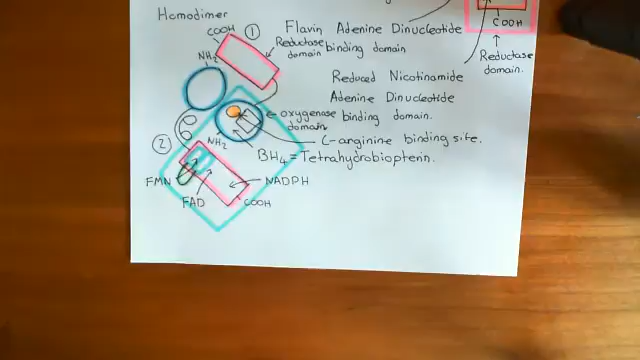 Homodimer
①
COOH
Flavin Adenine Dinucleotide
COOH
Reductase
domain
binding domain
Reductase
domain.
NH2
Reduced Nicotinamide
Adenine Dinucleotide
binding domain.
oxygenase
domain
②
NH2
L-arginine binding site.
BH4 = Tetrahydrobiopterin.
FMN
NADPH
FAD
COOH